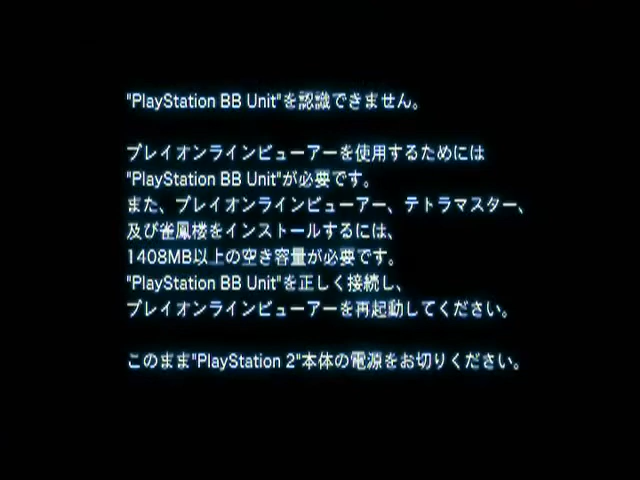 "PlayStation BB Unit"を認識できません。
プレイオンラインビューアーを使用するためには
"PlayStation BB Unit"が必要です。
また、プレイオンラインビューアー、テトラマスター、
及び雀鳳楼をインストールするには、
1408MB以上の空き容量が必要です。
"PlayStation BB Unit"を正しく接続し、
プレイオンラインビューアーを再起動してください。
このまま"PlayStation 2"本体の電源をお切りください。